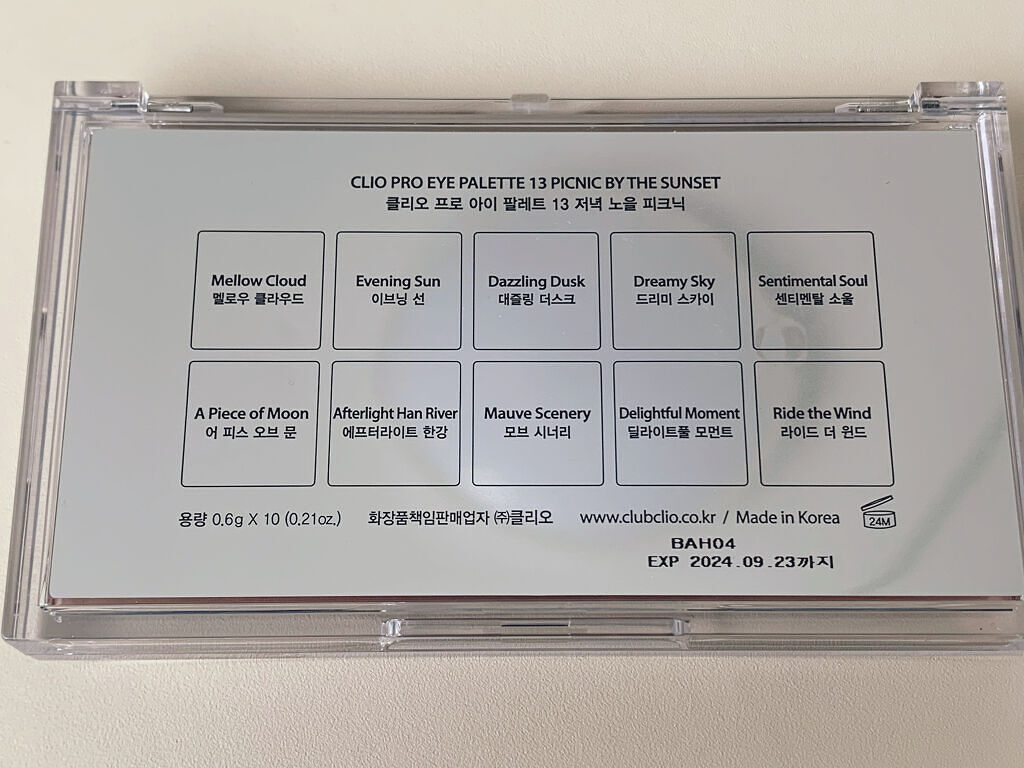 CLIO PRO EYE PALETTE 13 PICNIC BY THE SUNSET
클리오 프로 아이 팔레트 13 저녁 노을 피크닉
Mellow Cloud
멜로우 클라우드
Evening Sun
이브닝 선
Dazzling Dusk
대즐링 더스크
Dreamy Sky
드리미 스카이
Sentimental Soul
센티멘탈 소울
A Piece of Moon
어 피스 오브 문
Afterlight Han River
에프터라이트 한강
Mauve Scenery
모브 시너리
Delightful Moment
딜라이트풀 모먼트
Ride the Wind
라이드 더 윈드
용량 0.6g X 10 (0.21oz.) 화장품책임판매업자 ㈜클리오 www.clubclio.co.kr / Made in Korea 24M
BAH04
EXP 2024.09.23까지